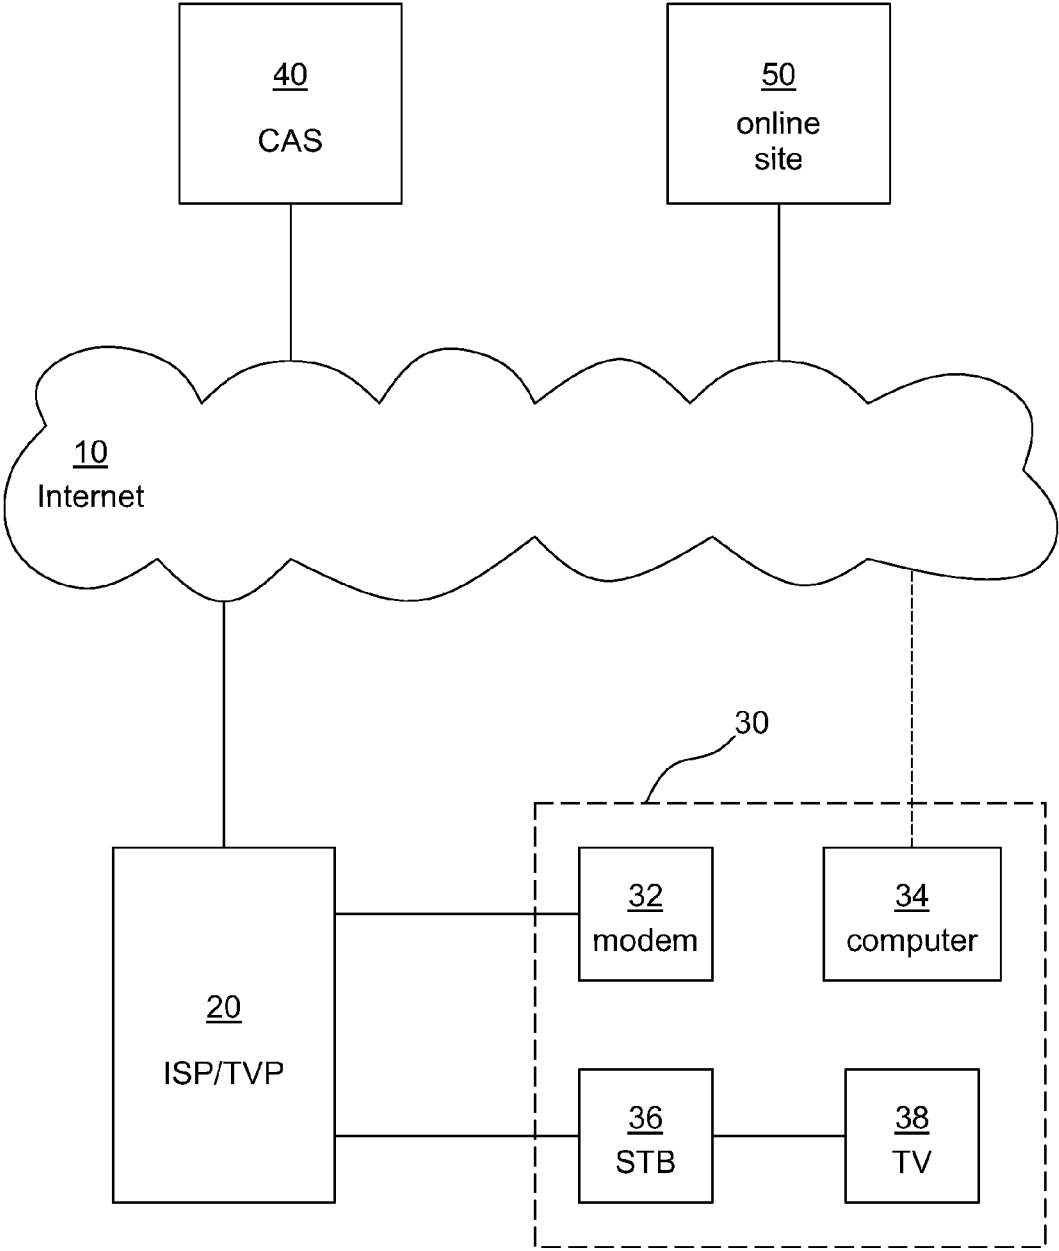 40
CAS
50
online
site
10
Internet
30
32
modem
34
computer
20
ISP/TVP
36
STB
38
TV